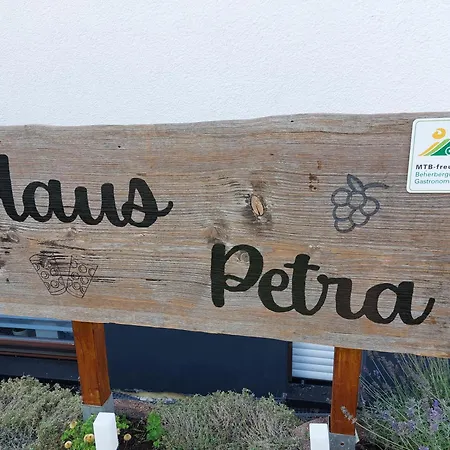 Haus
Petra
MTB-freu
Beherberg
Gastronom